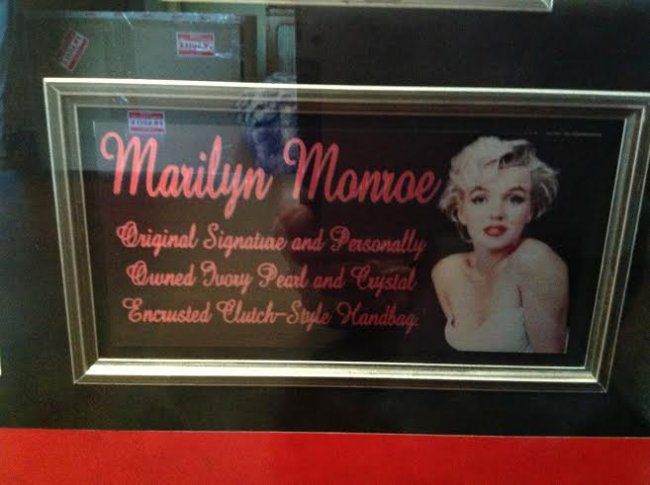 Marilyn Monroe
Original Signature and Personally
Owned Ivory Pearl and Crystal
Encrusted Clutch-Style Handbag.